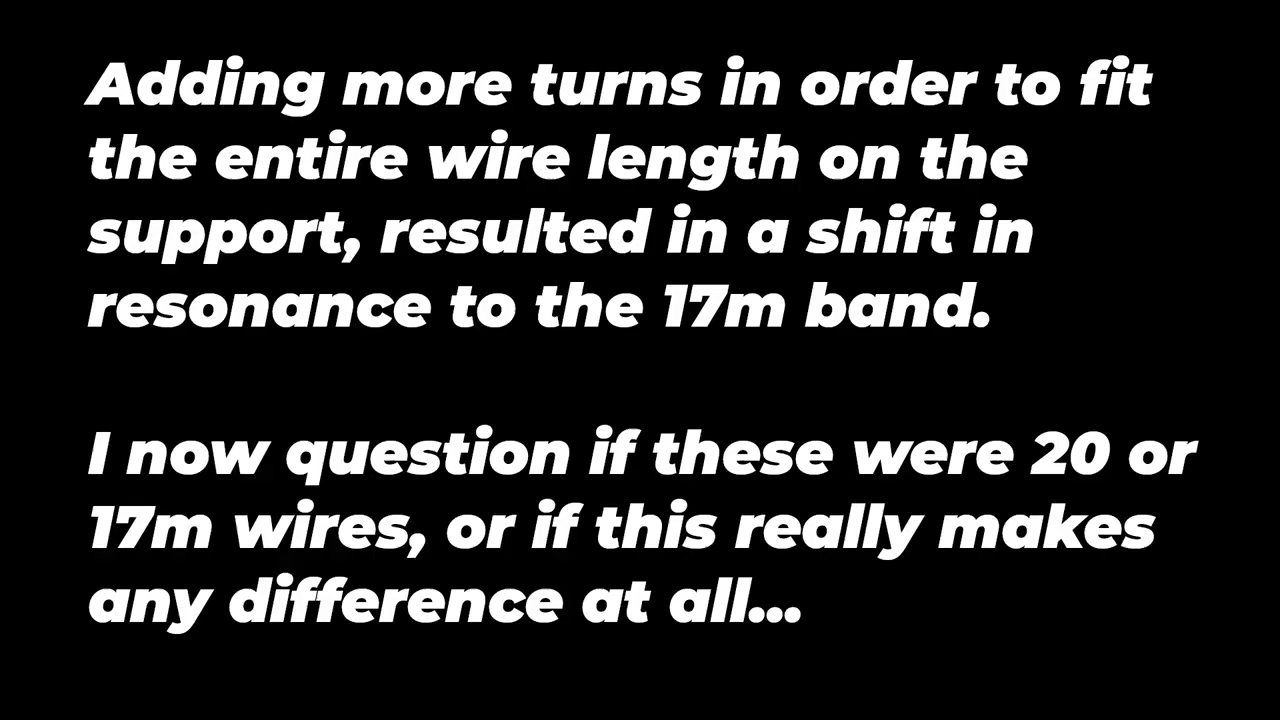 Adding more turns in order to fit
the entire wire length on the
support, resulted in a shift in
resonance to the 17m band.
I now question if these were 20 or
17m wires, or if this really makes
any difference at all...